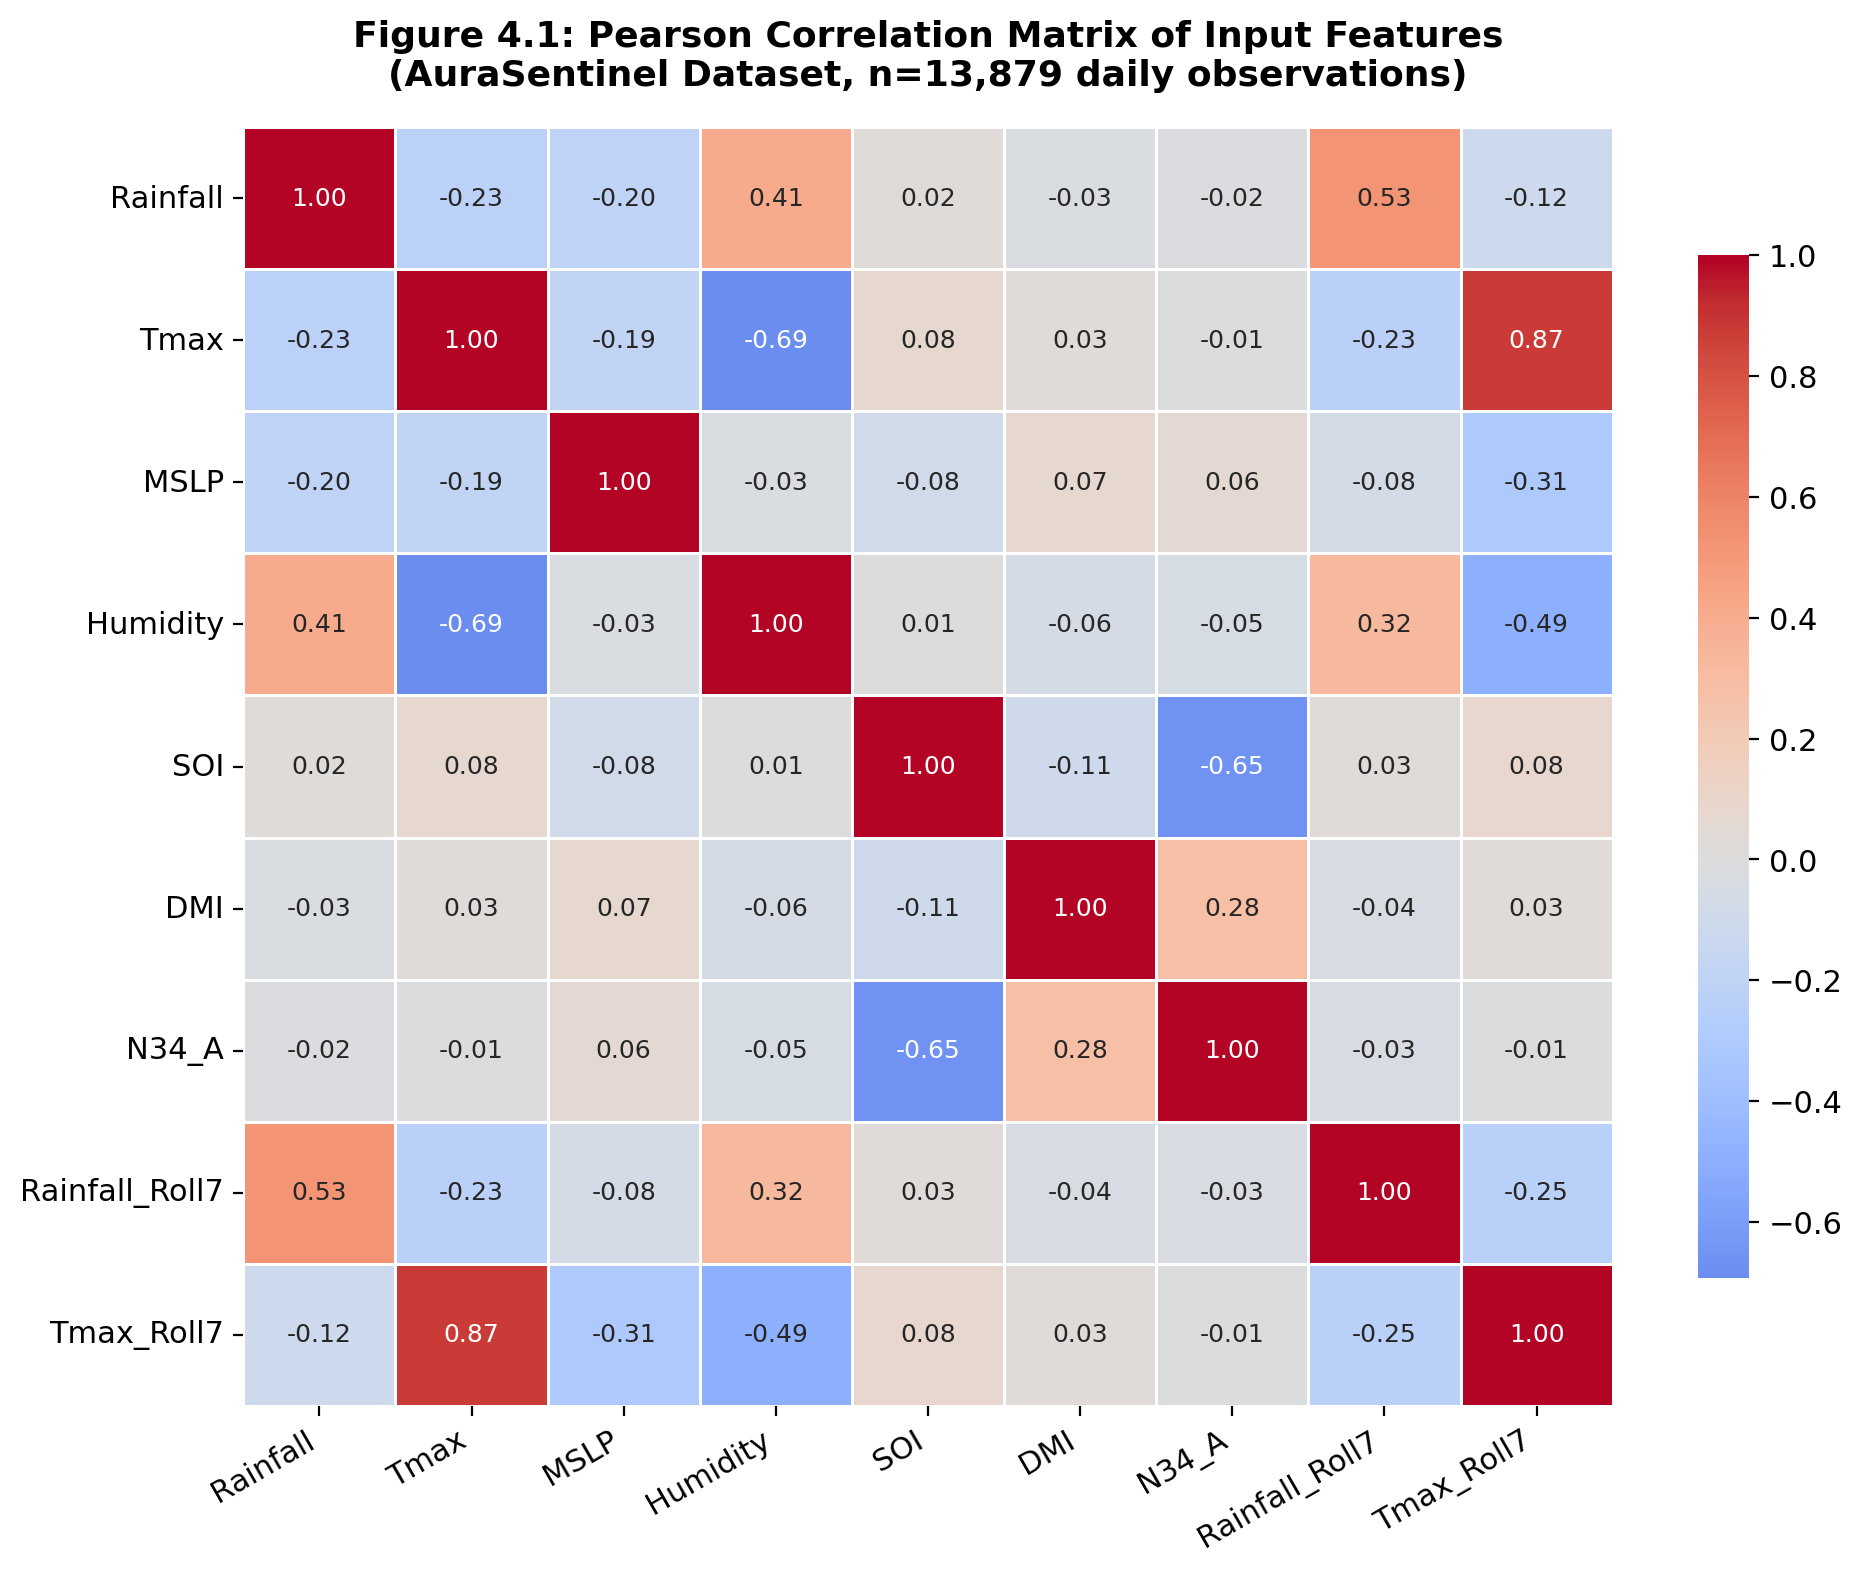 Figure 4.1: Pearson Correlation Matrix of Input Features
(AuraSentinel Dataset, n=13,879 daily observations)
Rainfall 1.00 -0.23 -0.20 0.41 0.02 -0.03 -0.02 0.53 -0.12
Tmax -0.23 1.00 -0.19 -0.69 0.08 0.03 -0.01 -0.23 0.87
MSLP -0.20 -0.19 1.00 -0.03 -0.08 0.07 0.06 -0.08 -0.31
Humidity 0.41 -0.69 -0.03 1.00 0.01 -0.06 -0.05 0.32 -0.49
SOI 0.02 0.08 -0.08 0.01 1.00 -0.11 -0.65 0.03 0.08
DMI -0.03 0.03 0.07 -0.06 -0.11 1.00 0.28 -0.04 0.03
N34_A -0.02 -0.01 0.06 -0.05 -0.65 0.28 1.00 -0.03 -0.01
Rainfall_Roll7 0.53 -0.23 -0.08 0.32 0.03 -0.04 -0.03 1.00 -0.25
Tmax_Roll7 -0.12 0.87 -0.31 -0.49 0.08 0.03 -0.01 -0.25 1.00
Rainfall Tmax MSLP Humidity SOI DMI N34_A Rainfall_Roll7 Tmax_Roll7
1.0
0.8
0.6
0.4
0.2
0.0
−0.2
−0.4
−0.6